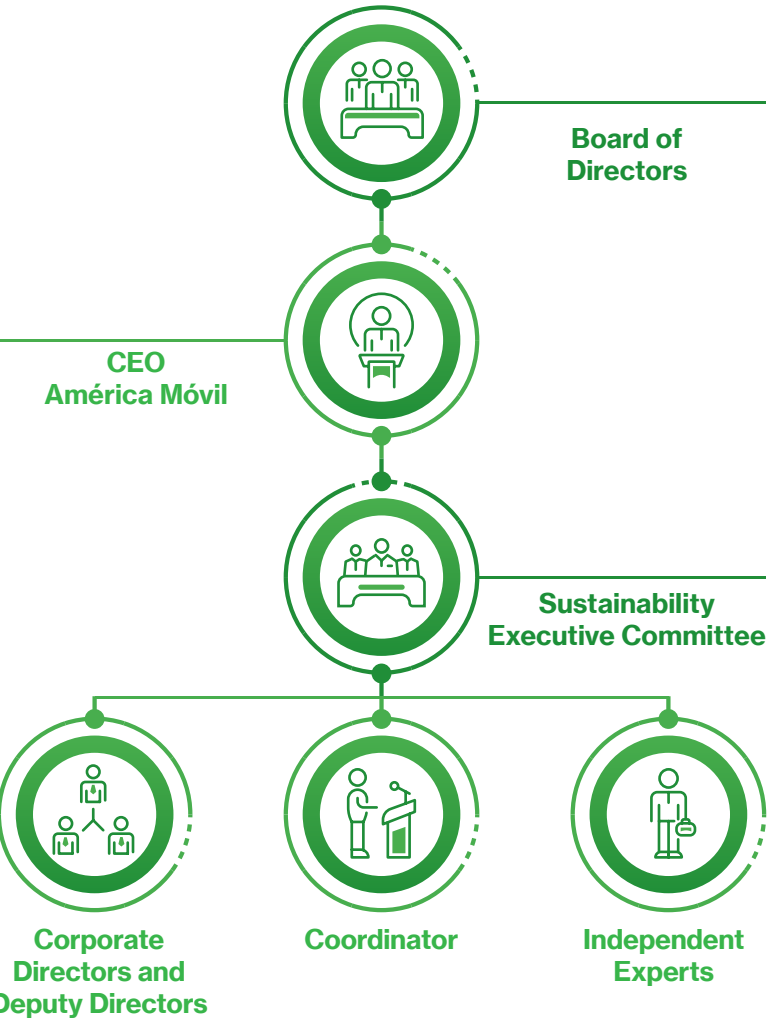 Board of
Directors
CEO
América Móvil
Sustainability
Executive Committee
Corporate
Directors and
Deputy Directors
Coordinator
Independent
Experts